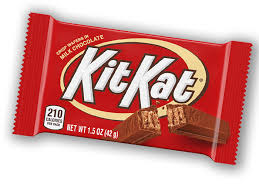 CRISP WAFERS IN
MILK CHOCOLATE
KitKat
210
CALORIES
PER PACK
NET WT 1.5 OZ (42 g)